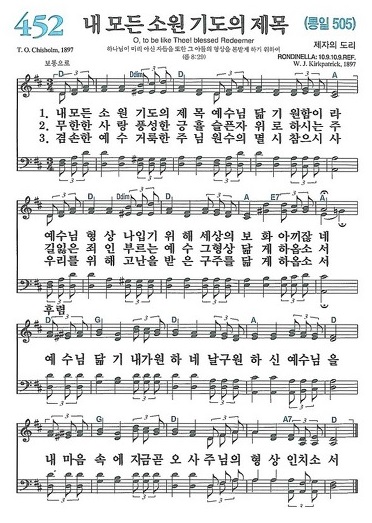 452 내 모든 소원 기도의 제목 (통일 505)
O, to be like Thee! blessed Redeemer
제자의 도리
T. O. Chisholm, 1897
하나님이 미리 아신 자들을 또한 그 아들의 형상을 본받게 하기 위하여
(롬 8:29)
RONDINELLA: 10.9.10.9.REF.
W. J. Kirkpatrick, 1897
보통으로
D Ddim D D
1. 내 모든 소 원 기 도 의 제 목 예수님 닮 기 원함이 라
2. 무한한 사 랑 풍성한 긍 휼 슬픈자 위 로 하시는 주
3. 겸손한 예 수 거룩한 주 님 원수의 멸 시 참으시 사
D Ddim D A E7 A
예수님 형 상 나입기 위 해 세상의 보 화 아끼잖 네
길잃은 죄 인 부르는 예 수 그형상 닮 게 하옵소 서
우리를 위 해 고난을 받 은 구주를 닮 게 하옵소 서
후렴
D G D D
예 수 님 닮 기 내가 원 하 네 날구원 하 신 예수님 을
D G D A7 D
내 마음 속 에 지금곧 오 사 주님의 형 상 인치소 서